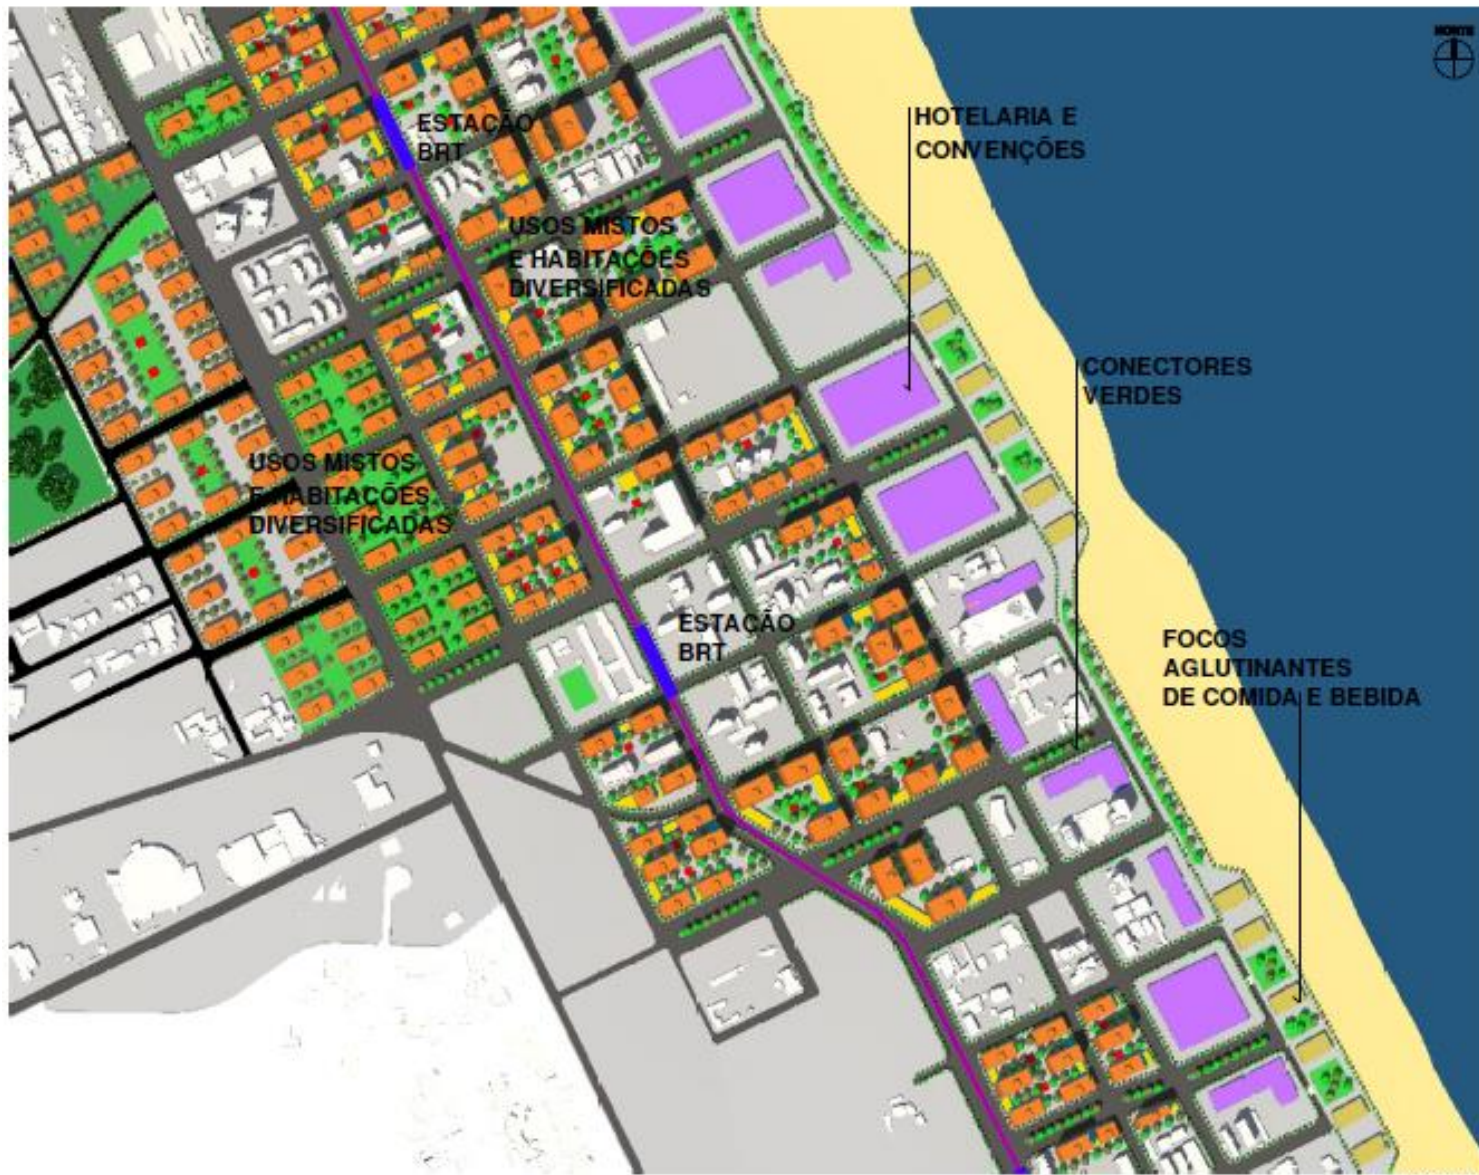 NORTE
HOTELARIA E
CONVENÇÕES
ESTAÇÃO
BRT
USOS MISTOS
E HABITAÇÕES
DIVERSIFICADAS
CONECTORES
VERDES
USOS MISTOS
E HABITAÇÕES
DIVERSIFICADAS
ESTAÇÃO
BRT
FOCOS
AGLUTINANTES
DE COMIDA E BEBIDA